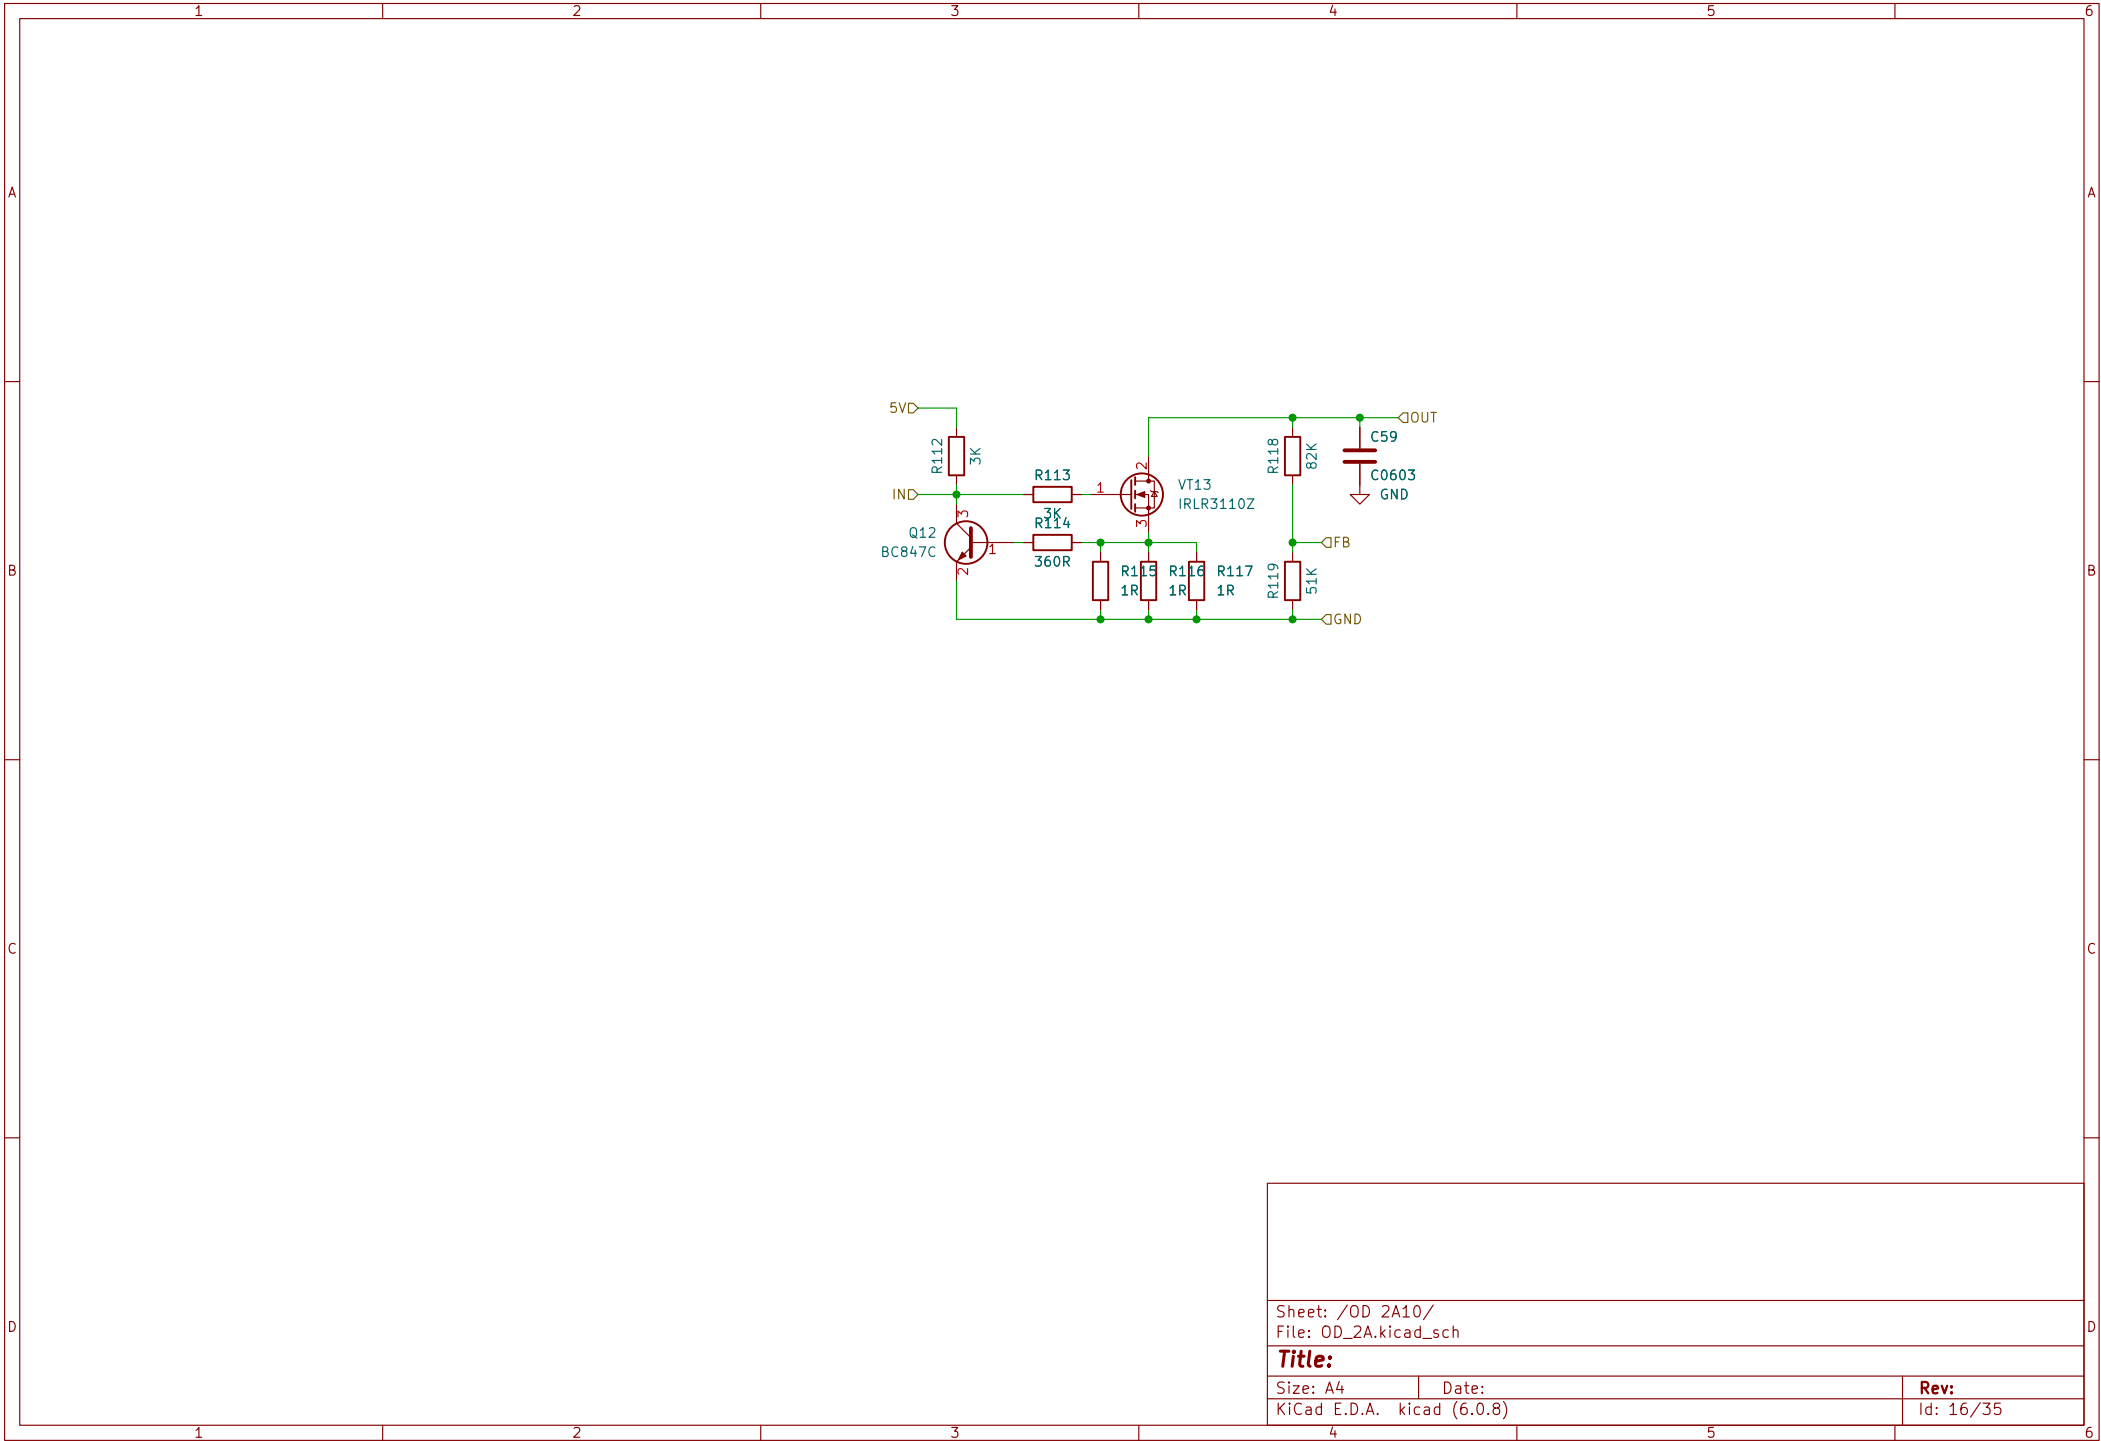 1 2 3 4 5 6
A A
5V
OUT
R112
3K
R118
82K
C59
C0603
GND
R113
3K
IN
1
2
3
VT13
IRLR3110Z
Q12
BC847C
3
1
2
R114
360R
FB
R115
1R
R116
1R
R117
1R
R119
51K
GND
B B
C C
D D
Sheet: /OD 2A10/
File: OD_2A.kicad_sch
Title:
Size: A4 Date: Rev:
KiCad E.D.A. kicad (6.0.8) Id: 16/35
1 2 3 4 5 6